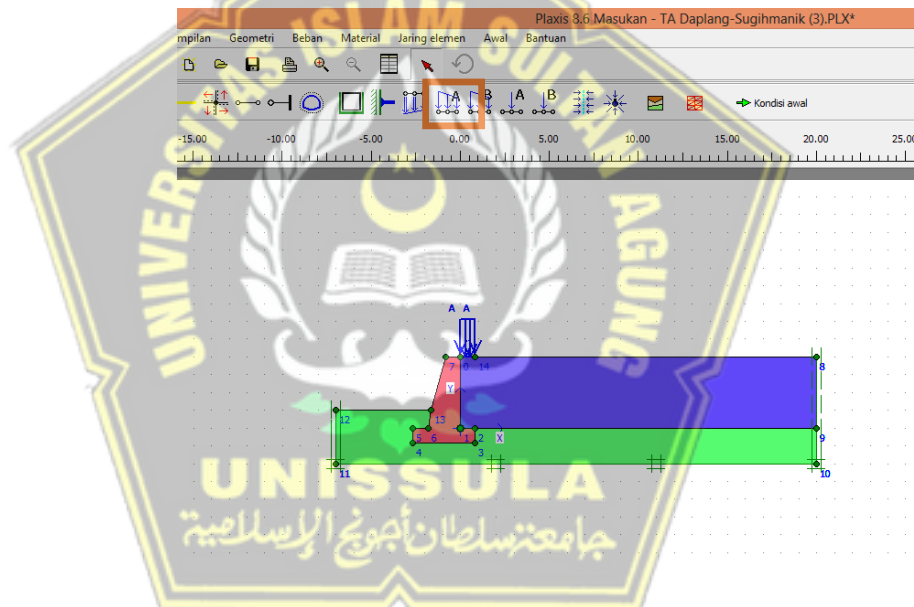 Plaxis 8.6 Masukan - TA Daplang-Sugihmanik (3).PLX*
mpilan Geometri Beban Material Jaring elemen Awal Bantuan
A B A B Kondisi awal
-15.00 -10.00 -5.00 0.00 5.00 10.00 15.00 20.00 25.00
UNIVERSITAS ISLAM SULTAN AGUNG
A A
7 0 14 8
Y
12 13
5 6 1 2 X 9
4 3
11 10
UNISSULA
جامعتسلطان أجونج الإسلامية